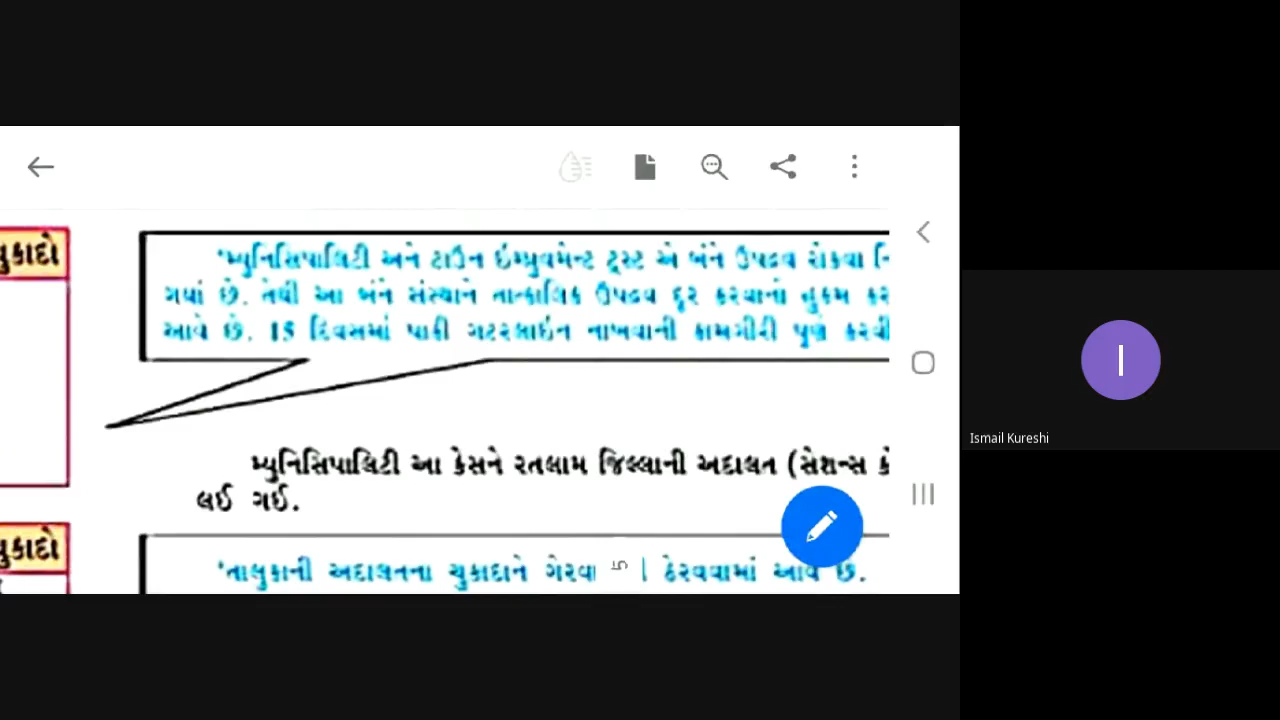 ચુકાદો
'મ્યુનિસિપાલિટી અને ટાઉન ઇમ્પ્રુવમેન્ટ ટ્રસ્ટ એ બંને ઉપદ્રવ રોકવા
ગયાં છે. તેથી આ બંને સંસ્થાને તાત્કાલિક ઉપદ્રવ દૂર કરવાનો હુકમ કર
આવે છે. 15 દિવસમાં પાકી ગટરલાઇન નાખવાની કામગીરી પૂર્ણ કરવી
મ્યુનિસિપાલિટી આ કેસને રતલામ જિલ્લાની અદાલત (સેશન્સ કો
લઈ ગઈ.
Ismail Kureshi
ચુકાદો
'તાલુકાની અદાલતના ચુકાદાને ઠેરવવામાં આવે છે.
I